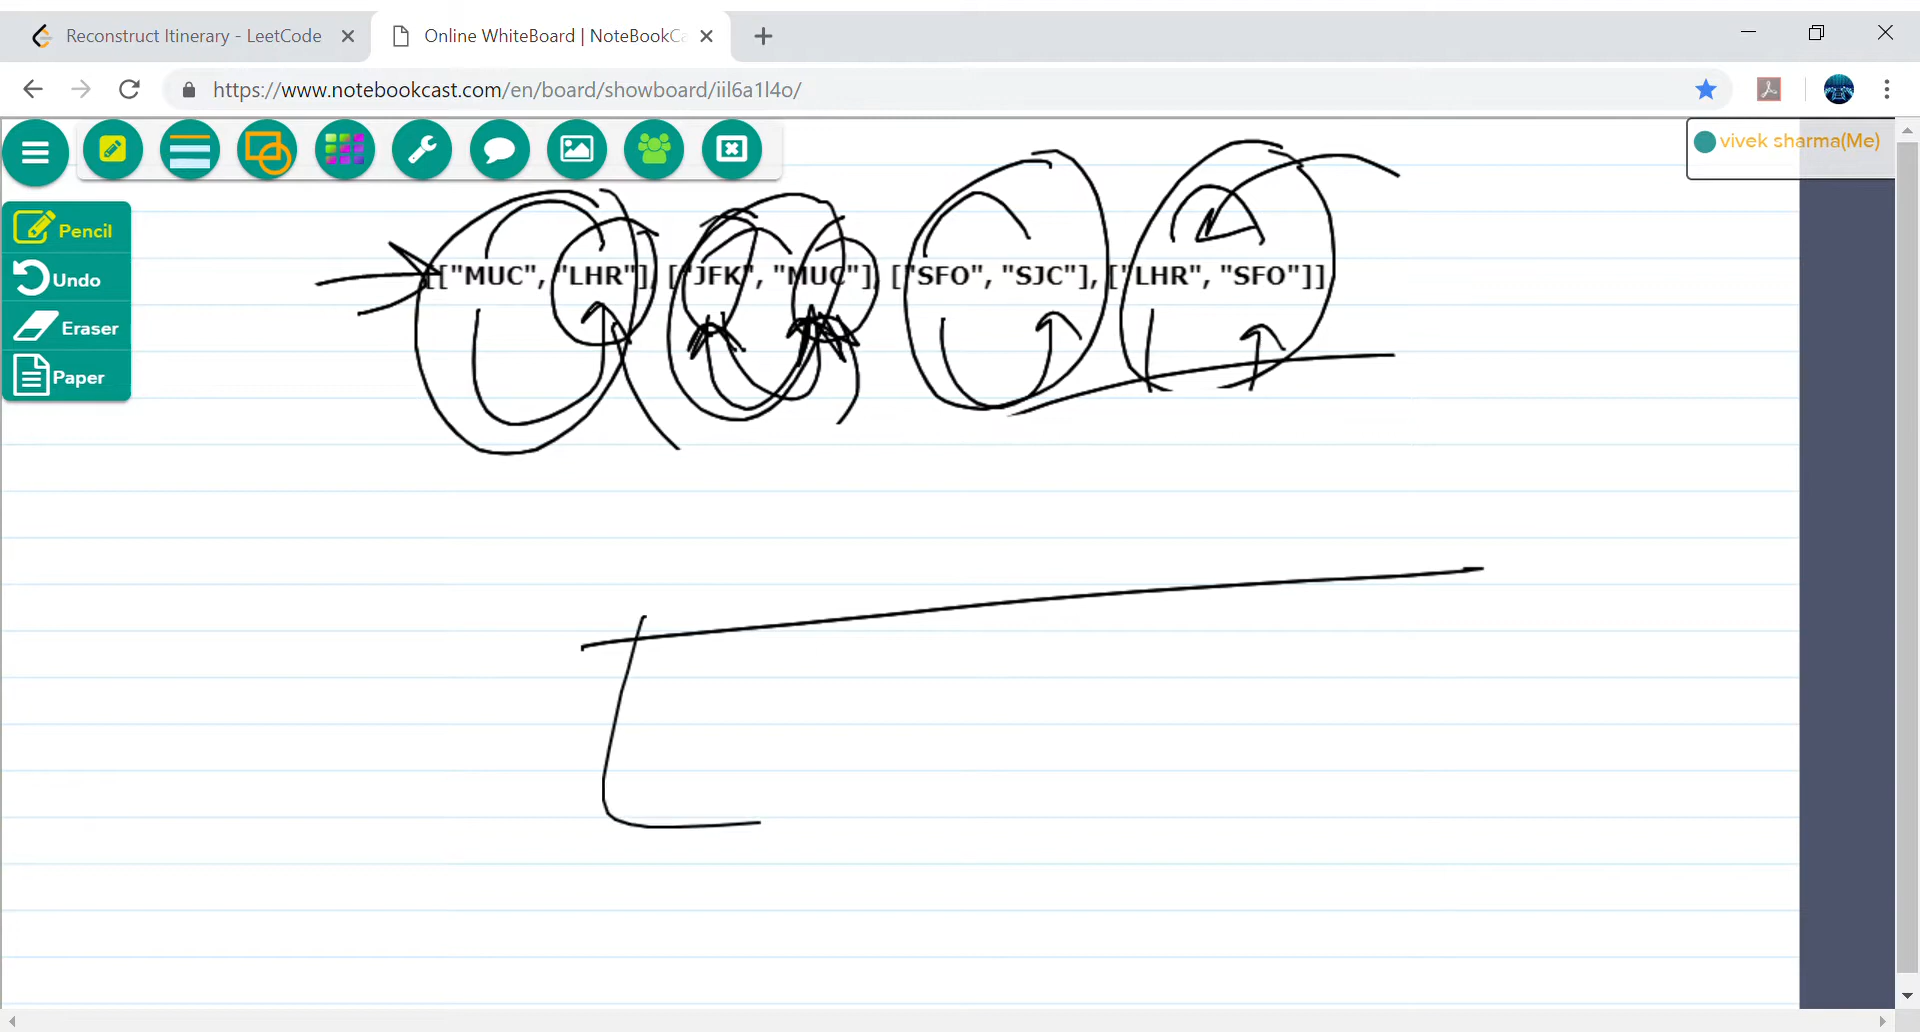 Reconstruct Itinerary - LeetCode
Online WhiteBoard | NoteBookCa
https://www.notebookcast.com/en/board/showboard/iil6a1l4o/
vivek sharma(Me)
Pencil
Undo
Eraser
Paper
[["MUC", "LHR"], ["JFK", "MUC"], ["SFO", "SJC"], ["LHR", "SFO"]]